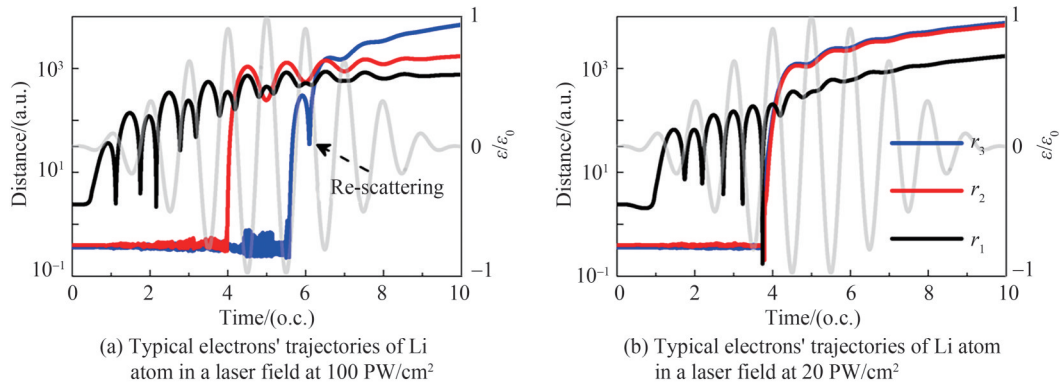 1
10³
10¹
10⁻¹
Distance/(a.u.)
0
-1
ε/ε₀
Re-scattering
0
2
4
6
8
10
Time/(o.c.)
(a) Typical electrons' trajectories of Li
atom in a laser field at 100 PW/cm²
1
10³
10¹
10⁻¹
Distance/(a.u.)
0
-1
ε/ε₀
r₃
r₂
r₁
0
2
4
6
8
10
Time/(o.c.)
(b) Typical electrons' trajectories of Li atom
in a laser field at 20 PW/cm²